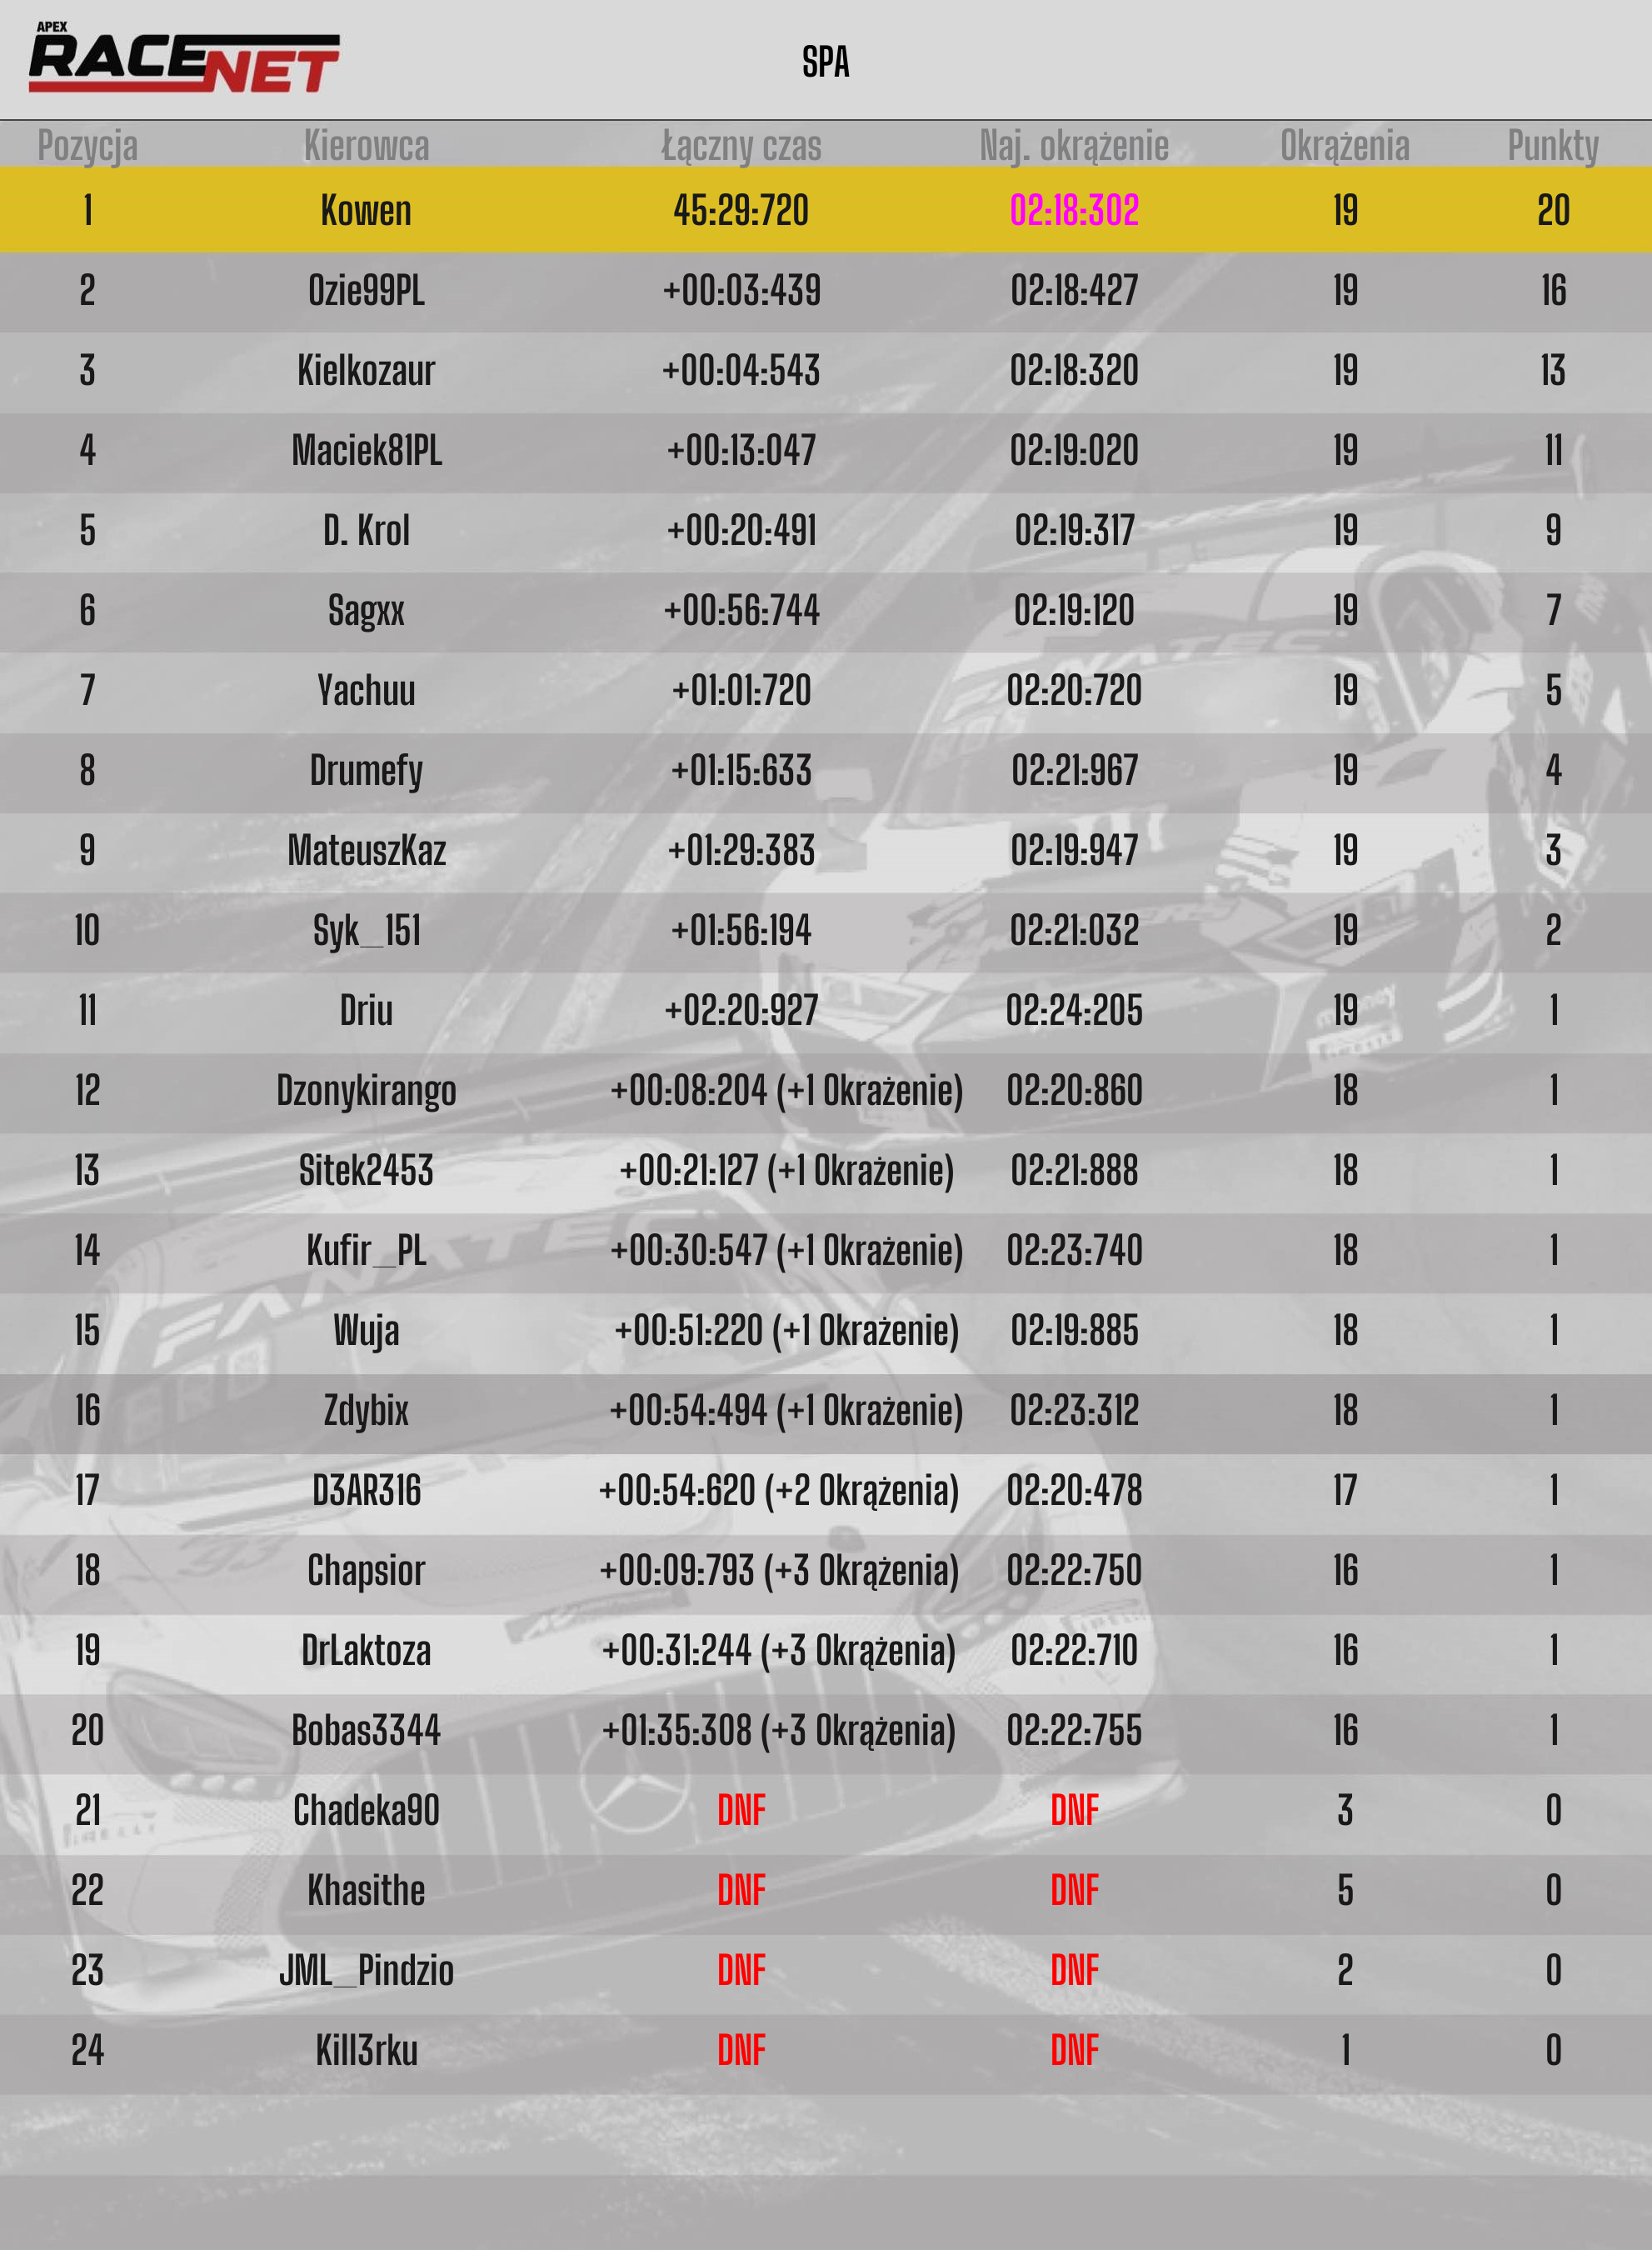 APEX
RACENET
SPA
Pozycja Kierowca Łączny czas Naj. okrążenie Okrążenia Punkty
1 Kowen 45:29:720 02:18:302 19 20
2 Ozie99PL +00:03:439 02:18:427 19 16
3 Kielkozaur +00:04:543 02:18:320 19 13
4 Maciek81PL +00:13:047 02:19:020 19 11
5 D. Krol +00:20:491 02:19:317 19 9
6 Sagxx +00:56:744 02:19:120 19 7
7 Yachuu +01:01:720 02:20:720 19 5
8 Drumefy +01:15:633 02:21:967 19 4
9 MateuszKaz +01:29:383 02:19:947 19 3
10 Syk_151 +01:56:194 02:21:032 19 2
11 Driu +02:20:927 02:24:205 19 1
12 Dzonykirango +00:08:204 (+1 Okrażenie) 02:20:860 18 1
13 Sitek2453 +00:21:127 (+1 Okrażenie) 02:21:888 18 1
14 Kufir_PL +00:30:547 (+1 Okrażenie) 02:23:740 18 1
15 Wuja +00:51:220 (+1 Okrażenie) 02:19:885 18 1
16 Zdybix +00:54:494 (+1 Okrażenie) 02:23:312 18 1
17 D3AR316 +00:54:620 (+2 Okrążenia) 02:20:478 17 1
18 Chapsior +00:09:793 (+3 Okrążenia) 02:22:750 16 1
19 DrLaktoza +00:31:244 (+3 Okrążenia) 02:22:710 16 1
20 Bobas3344 +01:35:308 (+3 Okrążenia) 02:22:755 16 1
21 Chadeka90 DNF DNF 3 0
22 Khasithe DNF DNF 5 0
23 JML_Pindzio DNF DNF 2 0
24 Kill3rku DNF DNF 1 0
FANATEC